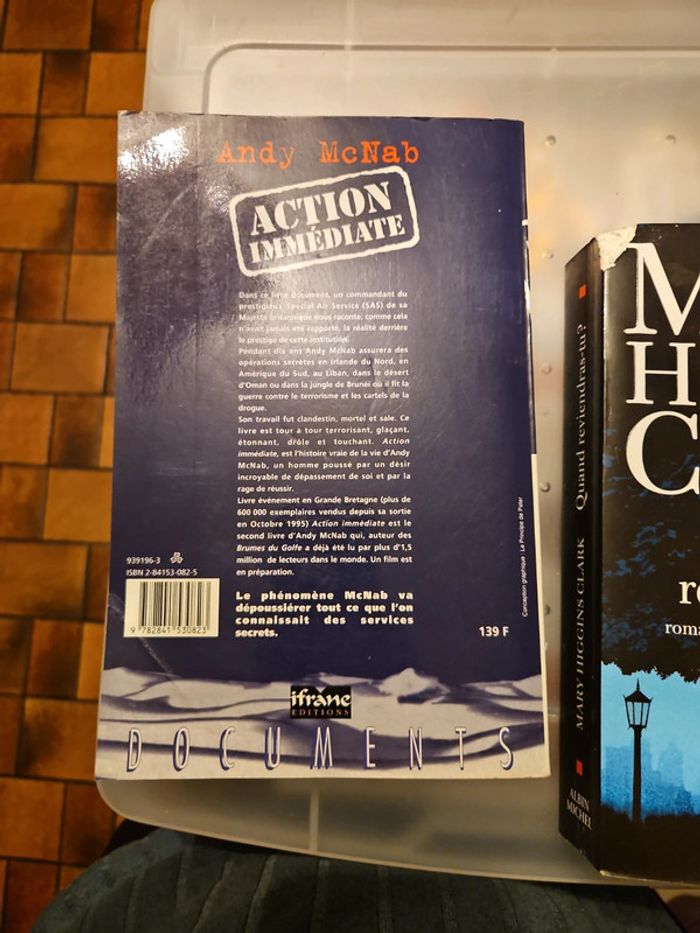 Andy McNab
ACTION
IMMÉDIATE
Dans ce livre document, un commandant du
prestigieux Special Air Service (SAS) de sa
Majesté britannique nous raconte, comme cela
n'avait jamais été rapporté, la réalité derrière
le prestige de cette institution.
Pendant dix ans Andy McNab assurera des
opérations secrètes en Irlande du Nord, en
Amérique du Sud, au Liban, dans le désert
d'Oman ou dans la jungle de Brunéi où il fit la
guerre contre le terrorisme et les cartels de la
drogue.
Son travail fut clandestin, mortel et sale. Ce
livre est tour à tour terrorisant, glaçant,
étonnant, drôle et touchant. Action
immédiate, est l'histoire vraie de la vie d'Andy
McNab, un homme poussé par un désir
incroyable de dépassement de soi et par la
rage de réussir.
Livre événement en Grande Bretagne (plus de
600 000 exemplaires vendus depuis sa sortie
en Octobre 1995) Action immédiate est le
second livre d'Andy McNab qui, auteur des
Brumes du Golfe a déjà été lu par plus d'1,5
million de lecteurs dans le monde. Un film est
en préparation.
Le phénomène McNab va
dépoussiérer tout ce que l'on
connaissait des services
secrets.
939196-3
ISBN 2-84153-082-5
9 782841 530823
139 F
Conception graphique : Le Principe de Pater
ifrane
EDITIONS
DOCUMENTS
MARY HIGGINS CLARK Quand reviendras-tu?
ALBIN
MICHEL
M
H
C
r
roma